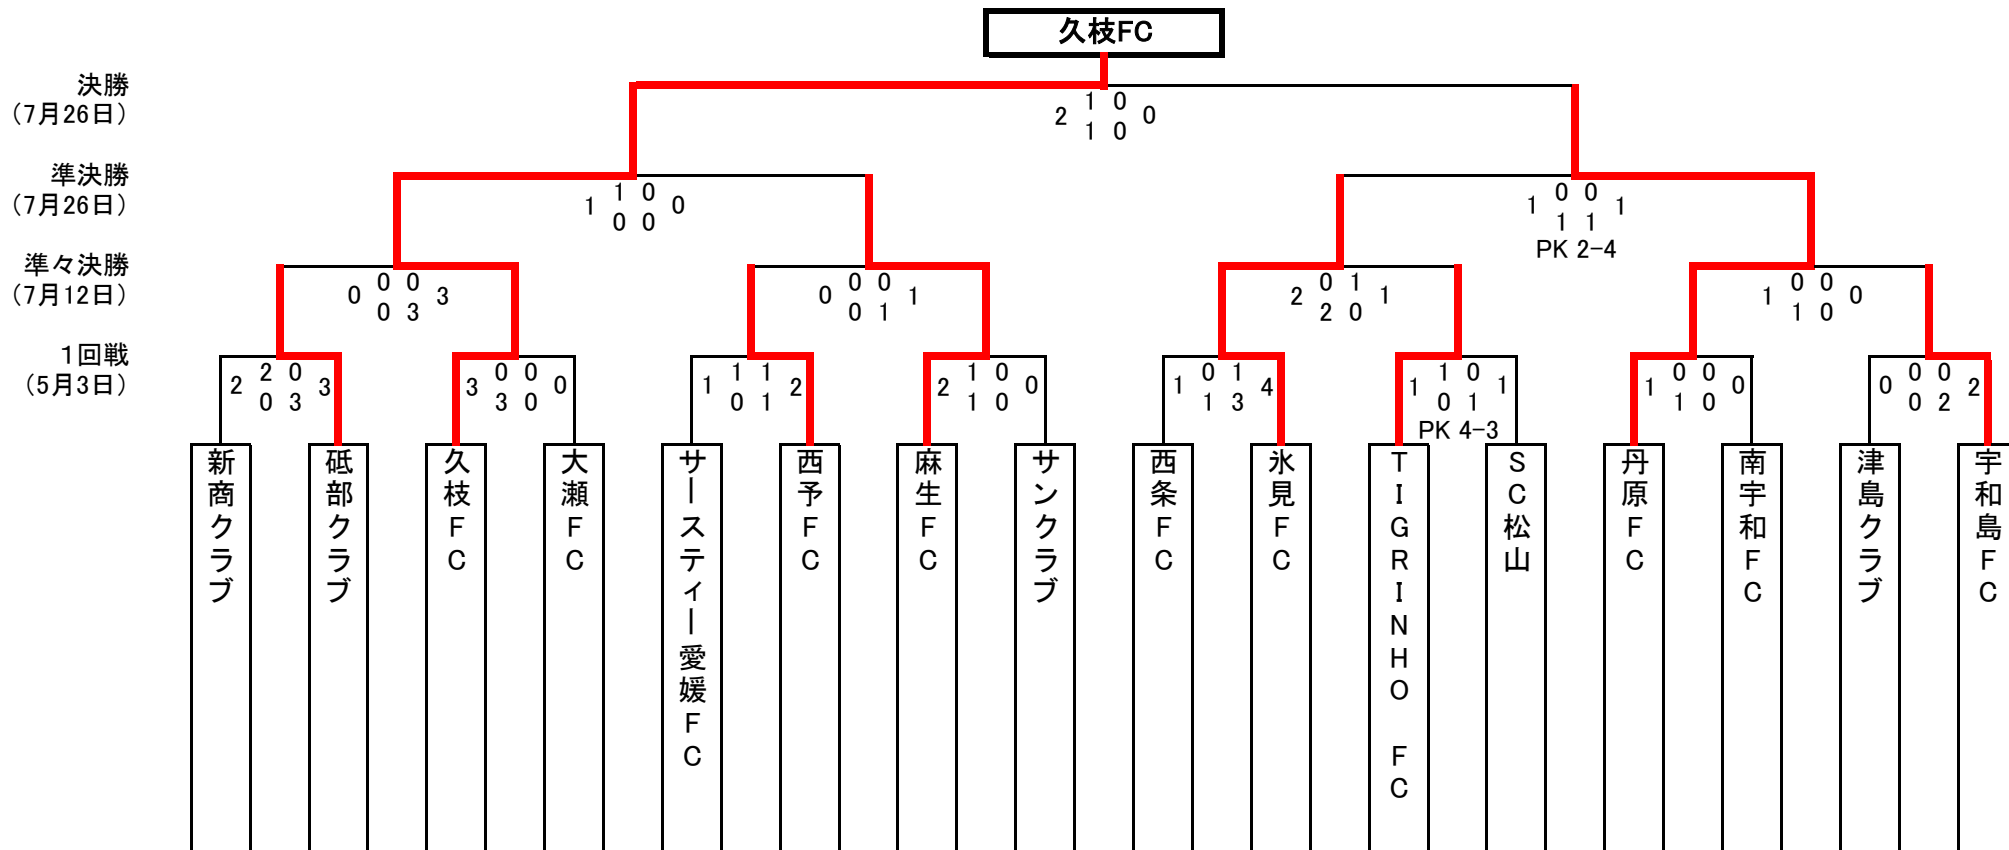 久枝FC
決勝
(7月26日)
1 0
2 0
1 0
準決勝
(7月26日)
1 0
1 0
0 0
0 0
1 1
1 1
PK 2-4
準々決勝
(7月12日)
0 0
0 3
0 3
0 0
0 1
0 1
0 1
2 1
2 0
0 0
1 0
1 0
1回戦
(5月3日)
2 0
2 3
0 3
0 0
3 0
3 0
1 1
1 2
0 1
1 0
2 0
1 0
0 1
1 4
1 3
1 0
1 1
0 1
PK 4-3
0 0
1 0
1 0
0 0
0 2
0 2
新商クラブ
砥部クラブ
久枝FC
大瀬FC
サースティー愛媛FC
西予FC
麻生FC
サンクラブ
西条FC
氷見FC
TIGRINHO FC
SC松山
丹原FC
南宇和FC
津島クラブ
宇和島FC